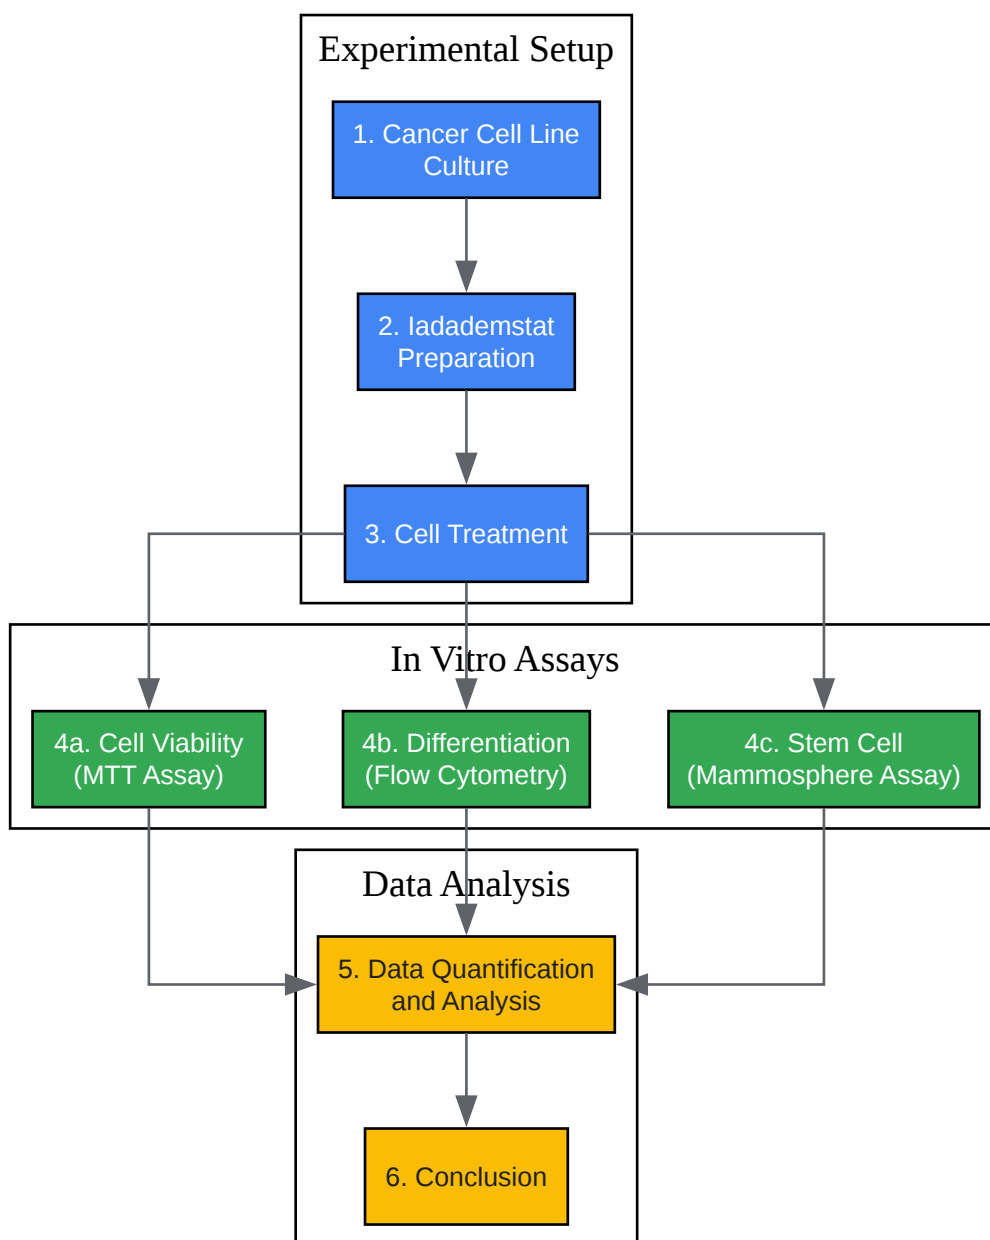 Experimental Setup
1. Cancer Cell Line
Culture
2. Iadademstat
Preparation
3. Cell Treatment
In Vitro Assays
4a. Cell Viability
(MTT Assay)
4b. Differentiation
(Flow Cytometry)
4c. Stem Cell
(Mammosphere Assay)
Data Analysis
5. Data Quantification
and Analysis
6. Conclusion